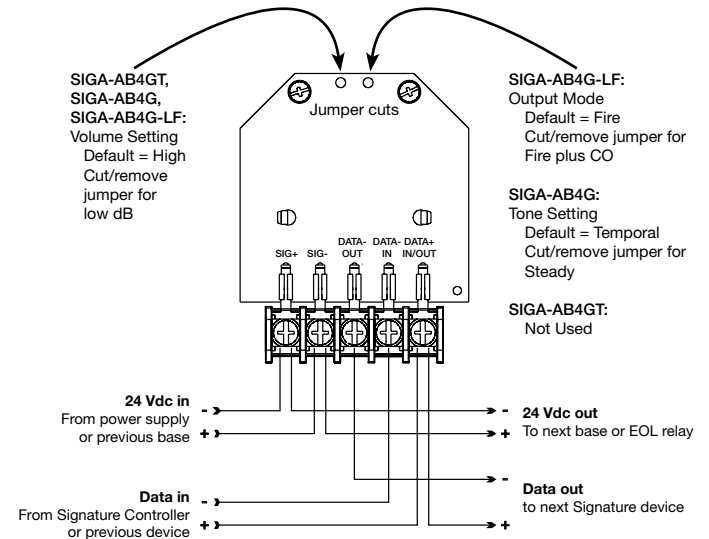 SIGA-AB4GT,
SIGA-AB4G,
SIGA-AB4G-LF:
Volume Setting
Default = High
Cut/remove
jumper for
low dB
Jumper cuts
SIGA-AB4G-LF:
Output Mode
Default = Fire
Cut/remove jumper for
Fire plus CO
SIGA-AB4G:
Tone Setting
Default = Temporal
Cut/remove jumper for
Steady
SIGA-AB4GT:
Not Used
SIG+ SIG- DATA- OUT DATA- IN DATA+ IN/OUT
24 Vdc in
From power supply
or previous base
-
+
-
+
24 Vdc out
To next base or EOL relay
Data in
From Signature Controller
or previous device
-
+
-
+
Data out
to next Signature device